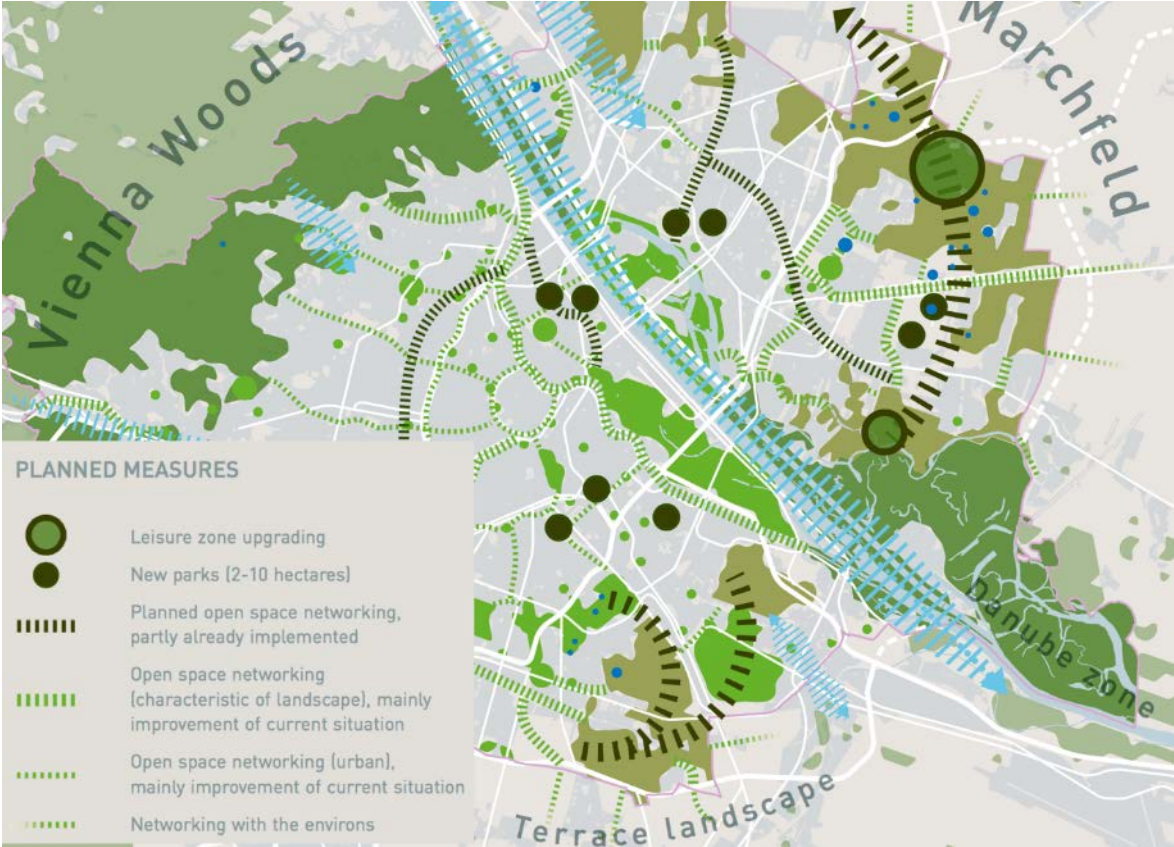 Vienna Woods
Marchfeld
PLANNED MEASURES
Leisure zone upgrading
New parks (2-10 hectares)
Planned open space networking,
partly already implemented
Open space networking
(characteristic of landscape), mainly
improvement of current situation
Open space networking (urban),
mainly improvement of current situation
Networking with the environs
Danube zone
Terrace landscape